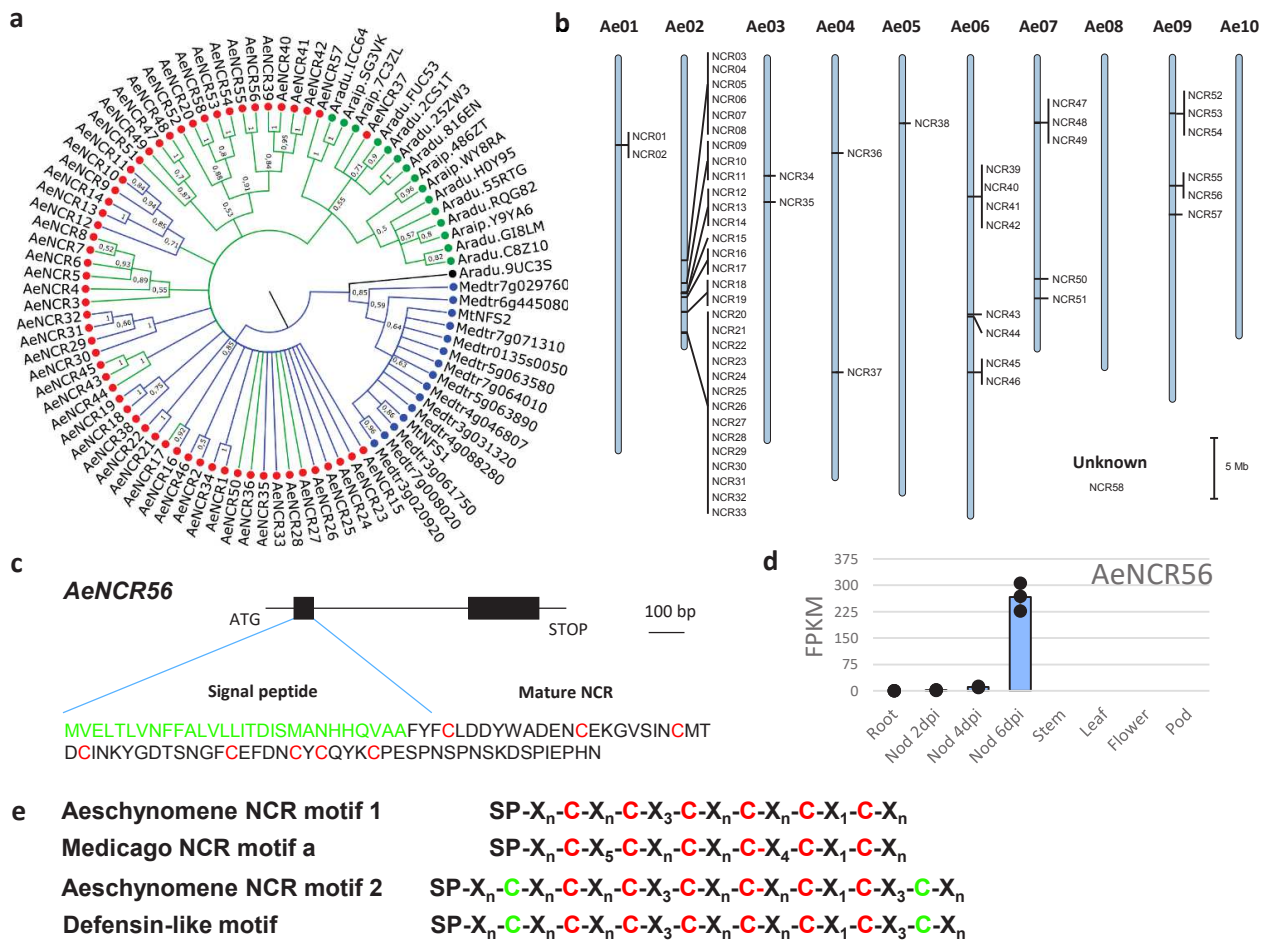 a
AeNCR40
AeNCR41
AeNCR42
AeNCR57
Aradu.ICC64
Araip.SG3VK
Araip.7C3ZL
AeNCR37
Aradu.FUC53
Aradu.2CS1T
Aradu.25ZW3
Aradu.816EN
Araip.486ZT
Araip.WY8RA
Aradu.H0Y95
Aradu.55RTG
Aradu.RQG82
Araip.Y9YA6
Aradu.GI8LM
Aradu.C8Z10
Aradu.9UC3S
Medtr7g029760
Medtr6g445080
MtNFS2
Medtr7g071310
Medtr0135s0050
Medtr5g063580
Medtr7g064010
Medtr5g063890
Medtr4g046807
Medtr3g031320
Medtr4g088280
MtNFS1
Medtr3g061750
Medtr7g008020
Medtr3g020920
AeNCR15
AeNCR23
AeNCR24
AeNCR25
AeNCR26
AeNCR27
AeNCR28
AeNCR33
AeNCR35
AeNCR36
AeNCR50
AeNCR1
AeNCR34
AeNCR2
AeNCR46
AeNCR16
AeNCR17
AeNCR21
AeNCR22
AeNCR38
AeNCR18
AeNCR19
AeNCR44
AeNCR43
AeNCR45
AeNCR30
AeNCR29
AeNCR31
AeNCR32
AeNCR3
AeNCR4
AeNCR5
AeNCR6
AeNCR7
AeNCR8
AeNCR12
AeNCR13
AeNCR14
AeNCR9
AeNCR10
AeNCR11
AeNCR51
AeNCR49
AeNCR47
AeNCR48
AeNCR52
AeNCR20
AeNCR58
AeNCR53
AeNCR54
AeNCR55
AeNCR56
AeNCR39
b
Ae01 Ae02 Ae03 Ae04 Ae05 Ae06 Ae07 Ae08 Ae09 Ae10
NCR01
NCR02
NCR03
NCR04
NCR05
NCR06
NCR07
NCR08
NCR09
NCR10
NCR11
NCR12
NCR13
NCR14
NCR15
NCR16
NCR17
NCR18
NCR19
NCR20
NCR21
NCR22
NCR23
NCR24
NCR25
NCR26
NCR27
NCR28
NCR29
NCR30
NCR31
NCR32
NCR33
NCR34
NCR35
NCR36
NCR37
NCR38
NCR39
NCR40
NCR41
NCR42
NCR43
NCR44
NCR45
NCR46
NCR47
NCR48
NCR49
NCR50
NCR51
NCR52
NCR53
NCR54
NCR55
NCR56
NCR57
Unknown
NCR58
5 Mb
c
AeNCR56
ATG
STOP
100 bp
Signal peptide Mature NCR
MVELTLVNFFALVLLITDISMANHHQVAAFYFCLDDYWADENCEKGVSINCMT
DCINKYGDTSNGFCEFDNCYCQYKCPESPNSPNSKDSPIEPHN
d
AeNCR56
FPKM
375
300
225
150
75
0
Root
Nod 2dpi
Nod 4dpi
Nod 6dpi
Stem
Leaf
Flower
Pod
e
Aeschynomene NCR motif 1 SP-Xn-C-Xn-C-X3-C-Xn-C-Xn-C-X1-C-Xn
Medicago NCR motif a SP-Xn-C-X5-C-Xn-C-Xn-C-X4-C-X1-C-Xn
Aeschynomene NCR motif 2 SP-Xn-C-Xn-C-Xn-C-X3-C-Xn-C-Xn-C-X1-C-X3-C-Xn
Defensin-like motif SP-Xn-C-Xn-C-Xn-C-X3-C-Xn-C-Xn-C-X1-C-X3-C-Xn